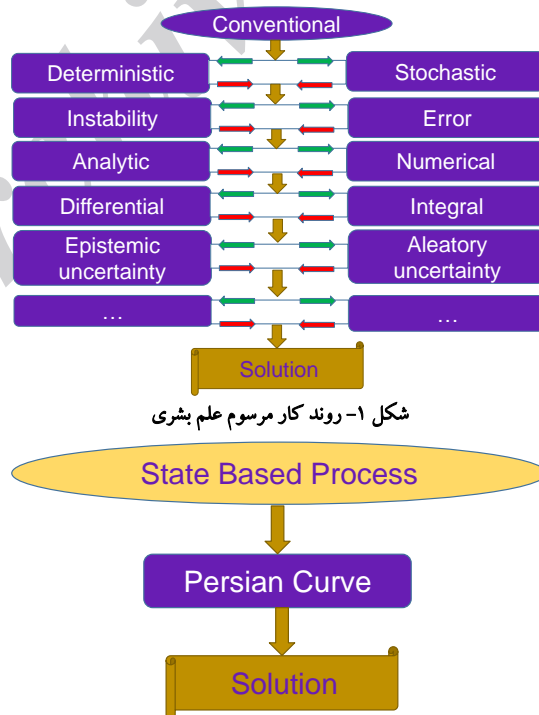 Conventional
Deterministic
Stochastic
Instability
Error
Analytic
Numerical
Differential
Integral
Epistemic
uncertainty
Aleatory
uncertainty
...
...
Solution
شکل ۱- روند کار مرسوم علم بشری
State Based Process
Persian Curve
Solution